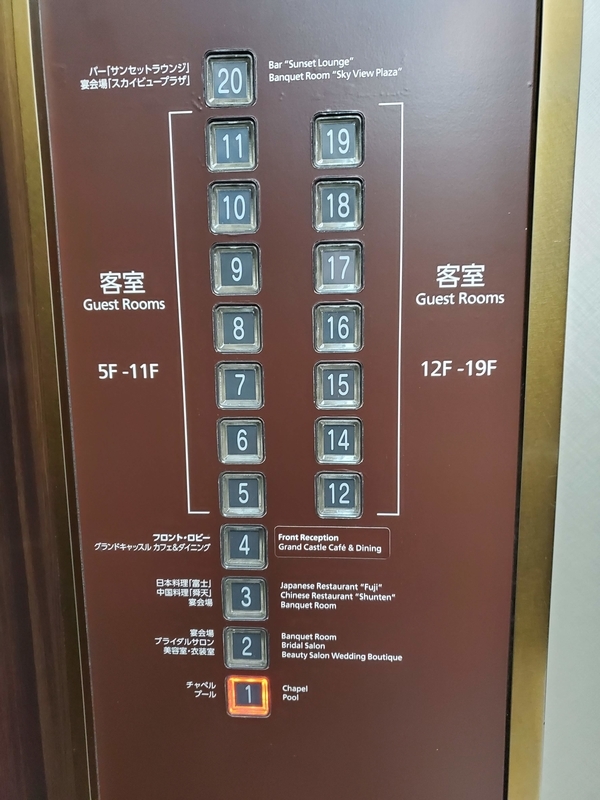 バー「サンセットラウンジ」
宴会場「スカイビュープラザ」
20
Bar “Sunset Lounge”
Banquet Room “Sky View Plaza”
11
19
10
18
9
17
8
16
7
15
6
14
5
12
客室
Guest Rooms
5F -11F
客室
Guest Rooms
12F -19F
フロント・ロビー
グランドキャッスル カフェ&ダイニング
4
Front Reception
Grand Castle Café & Dining
日本料理「富士」
中国料理「舜天」
宴会場
3
Japanese Restaurant “Fuji”
Chinese Restaurant “Shunten”
Banquet Room
宴会場
ブライダルサロン
美容室・衣装室
2
Banquet Room
Bridal Salon
Beauty Salon Wedding Boutique
チャペル
プール
1
Chapel
Pool